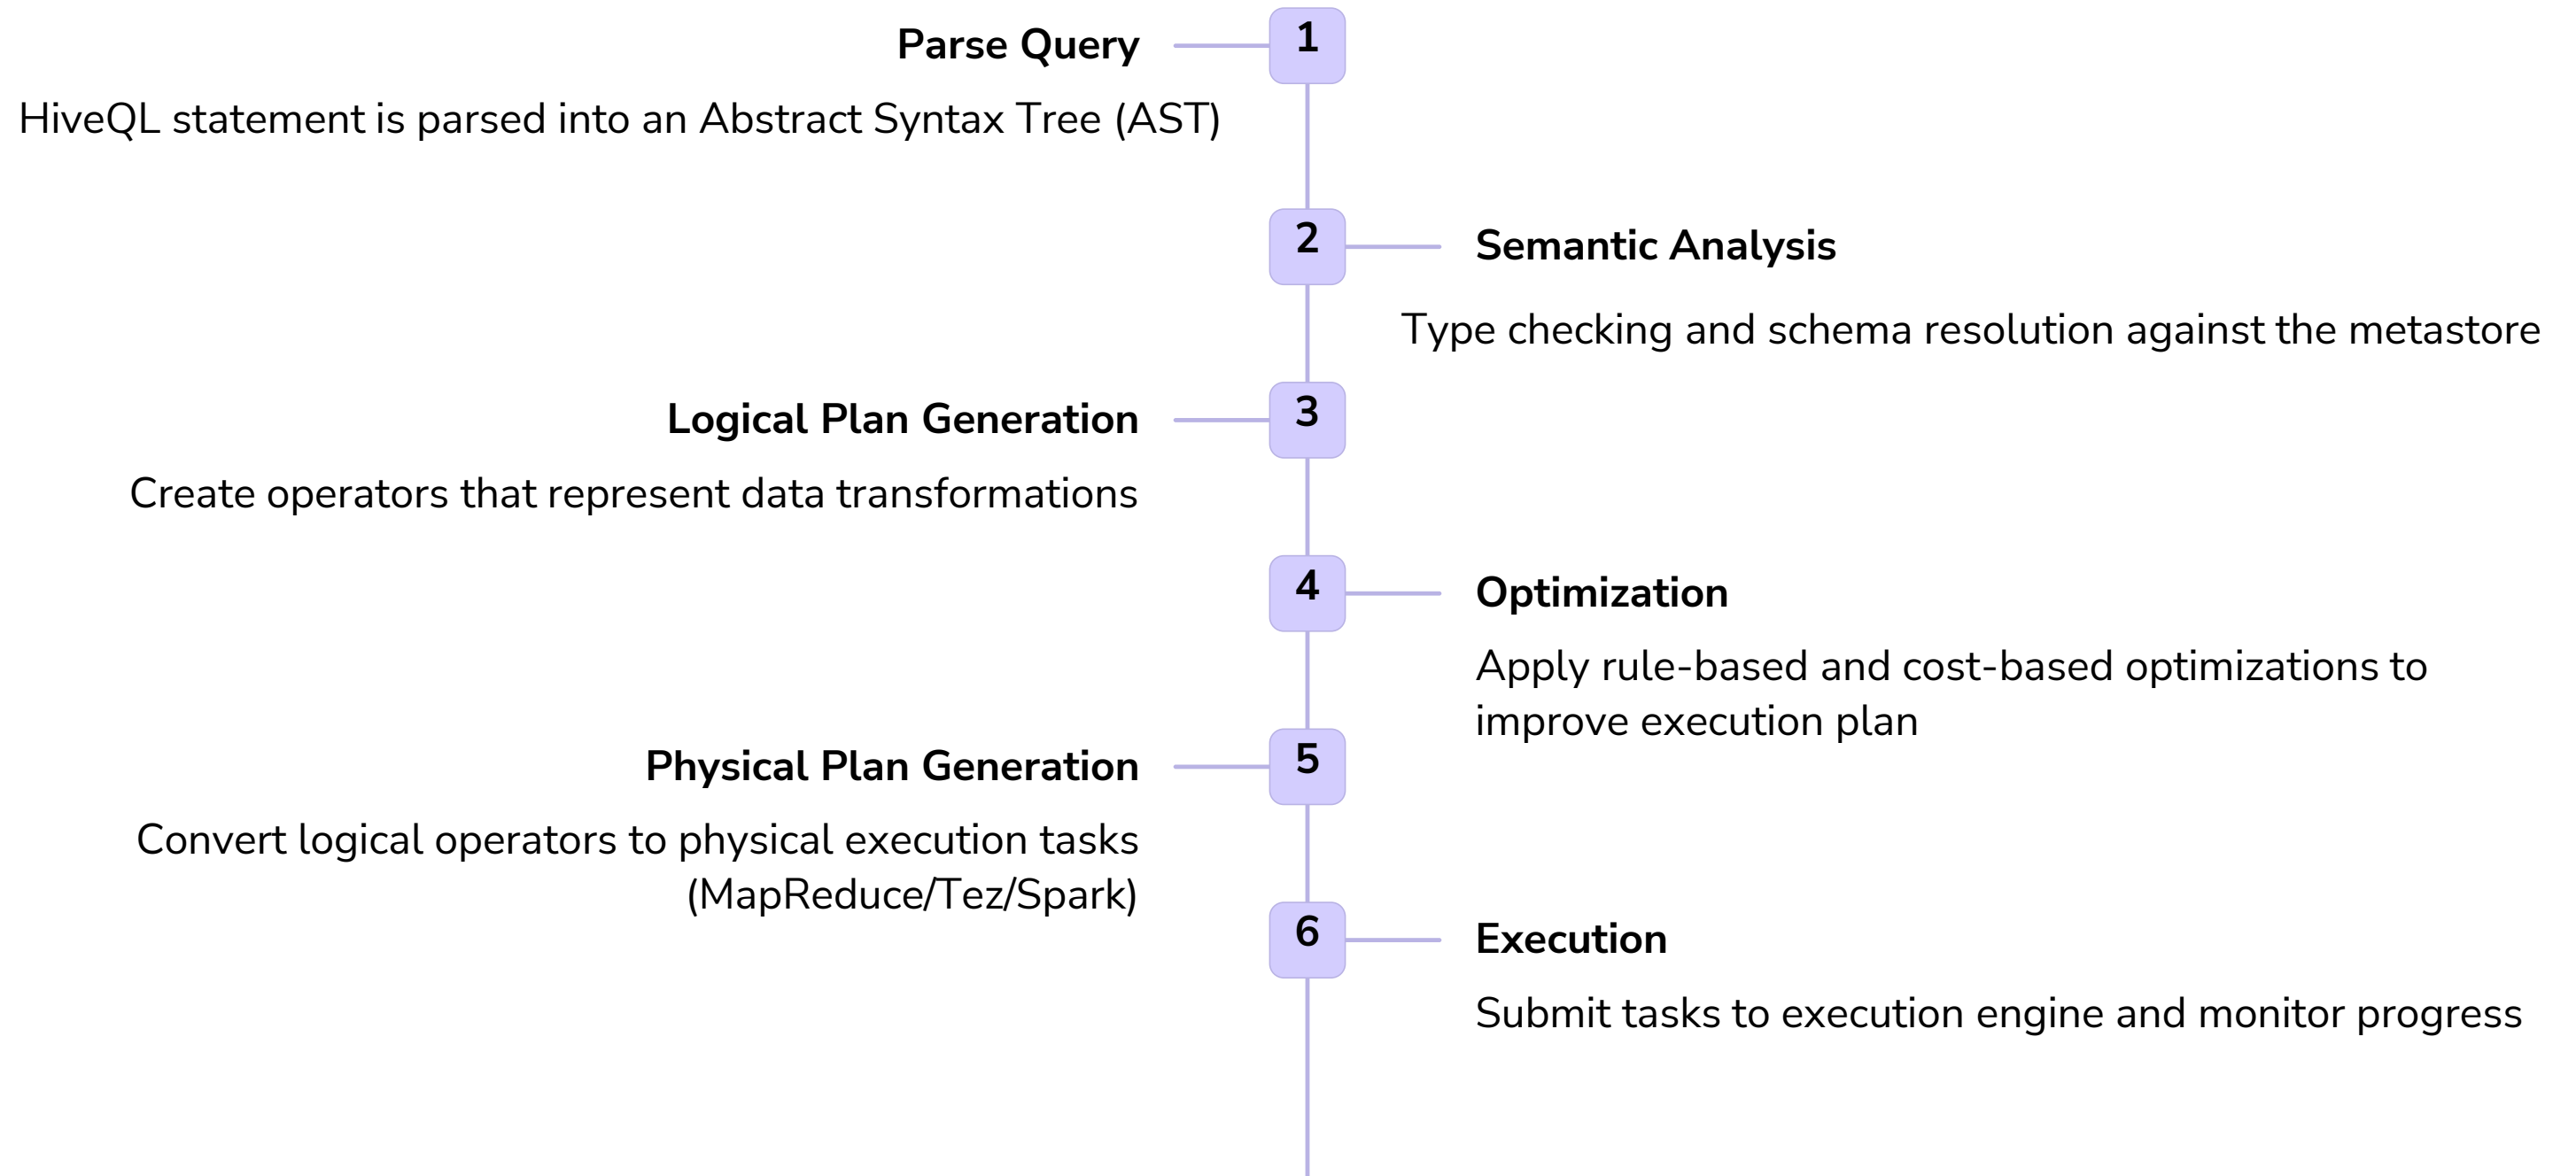 1
Parse Query
HiveQL statement is parsed into an Abstract Syntax Tree (AST)
2
Semantic Analysis
Type checking and schema resolution against the metastore
3
Logical Plan Generation
Create operators that represent data transformations
4
Optimization
Apply rule-based and cost-based optimizations to
improve execution plan
5
Physical Plan Generation
Convert logical operators to physical execution tasks
(MapReduce/Tez/Spark)
6
Execution
Submit tasks to execution engine and monitor progress